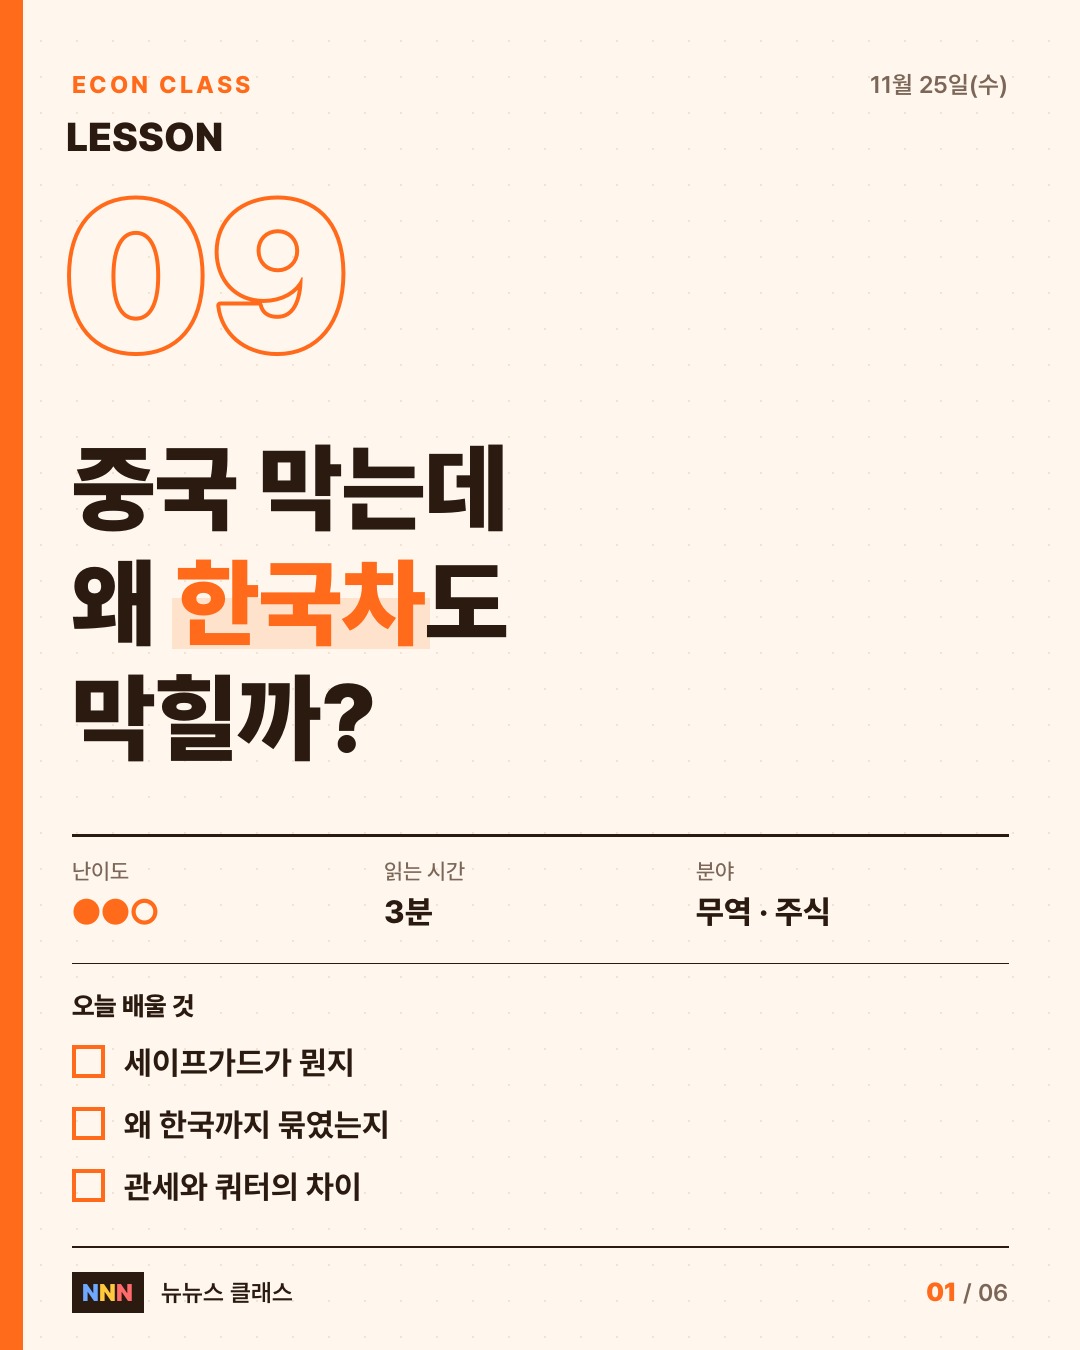 ECON CLASS
11월 25일(수)
LESSON
09
중국 막는데
왜 한국차도
막힐까?
난이도
읽는 시간
분야
3분
무역 · 주식
오늘 배울 것
세이프가드가 뭔지
왜 한국까지 묶였는지
관세와 쿼터의 차이
NNN 뉴뉴스 클래스
01 / 06